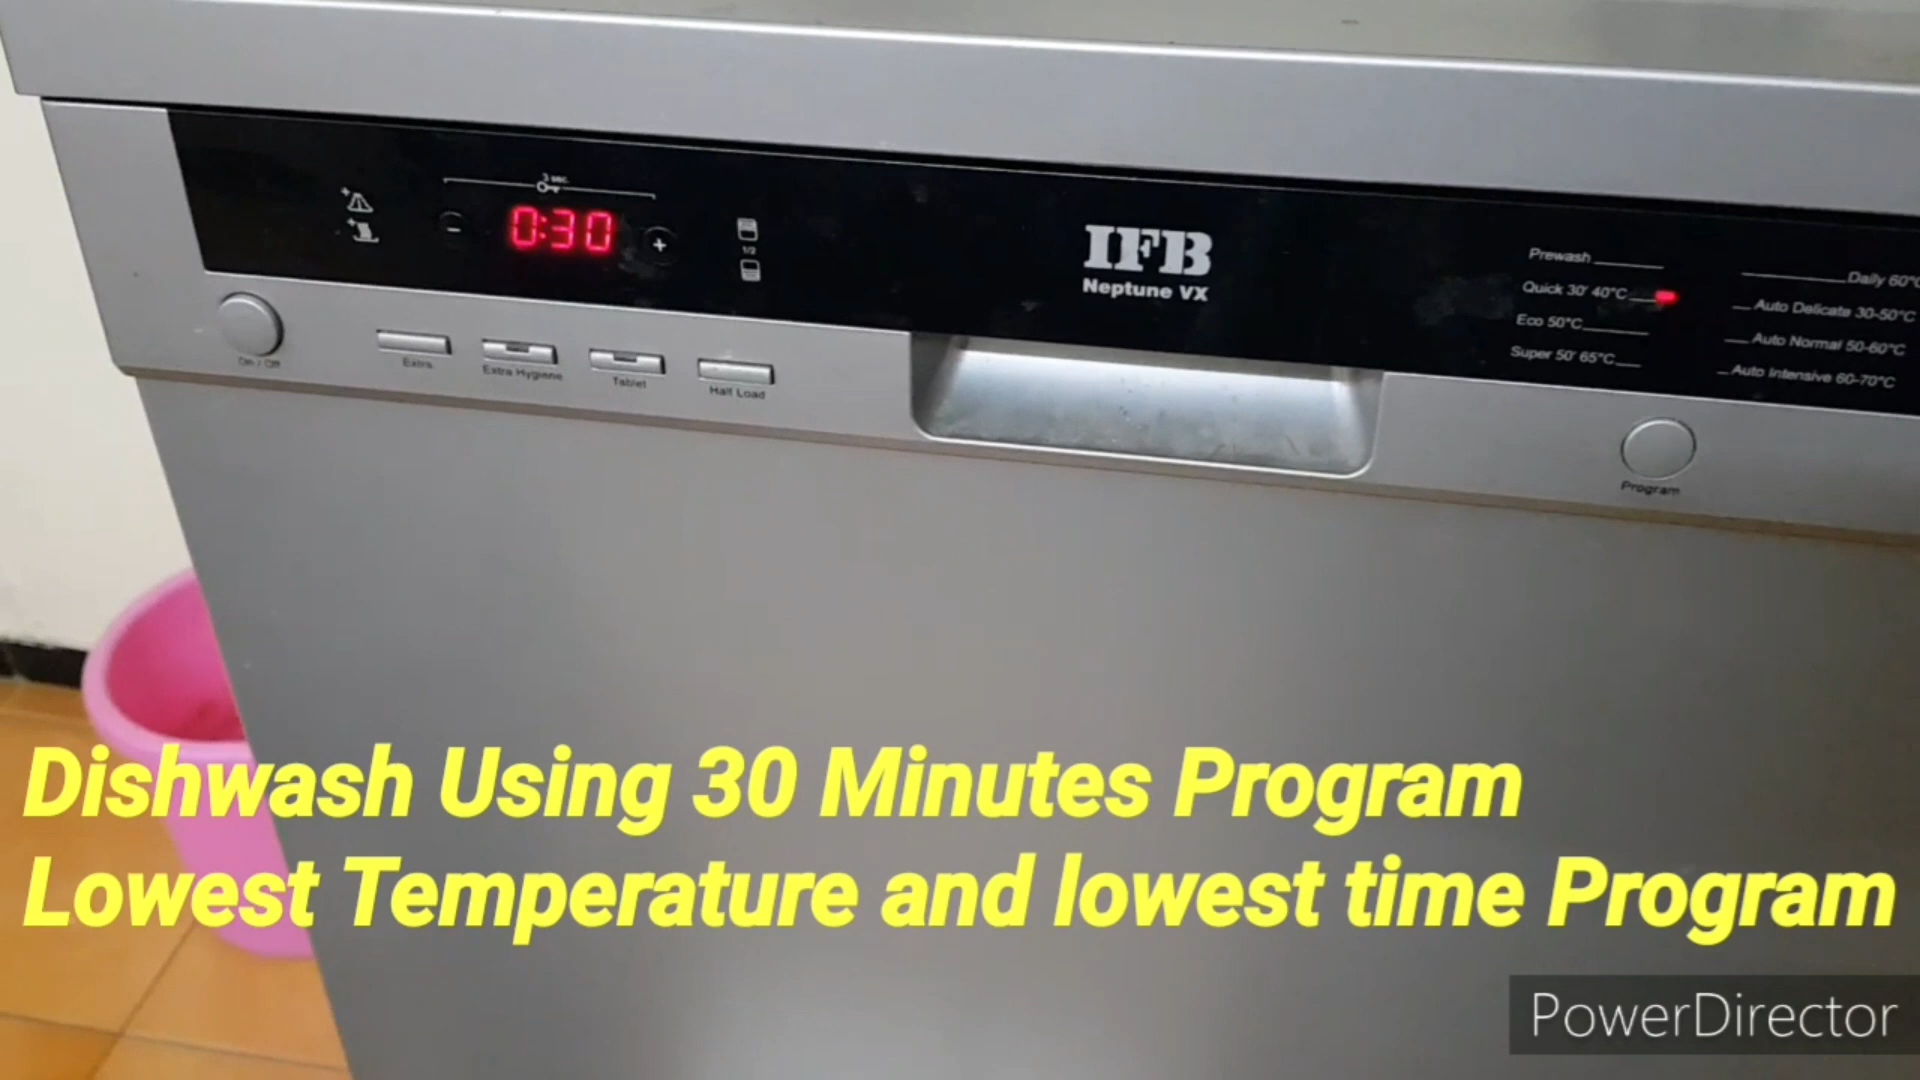 3 sec.
0:30
1/2
On / Off
Extra
Extra Hygiene
Tablet
Half Load
IFB
Neptune VX
Prewash
Quick 30' 40°C
Eco 50°C
Super 50' 65°C
Daily 60°C
Auto Delicate 30-50°C
Auto Normal 50-60°C
Auto Intensive 60-70°C
Program
Dishwash Using 30 Minutes Program
Lowest Temperature and lowest time Program
PowerDirector